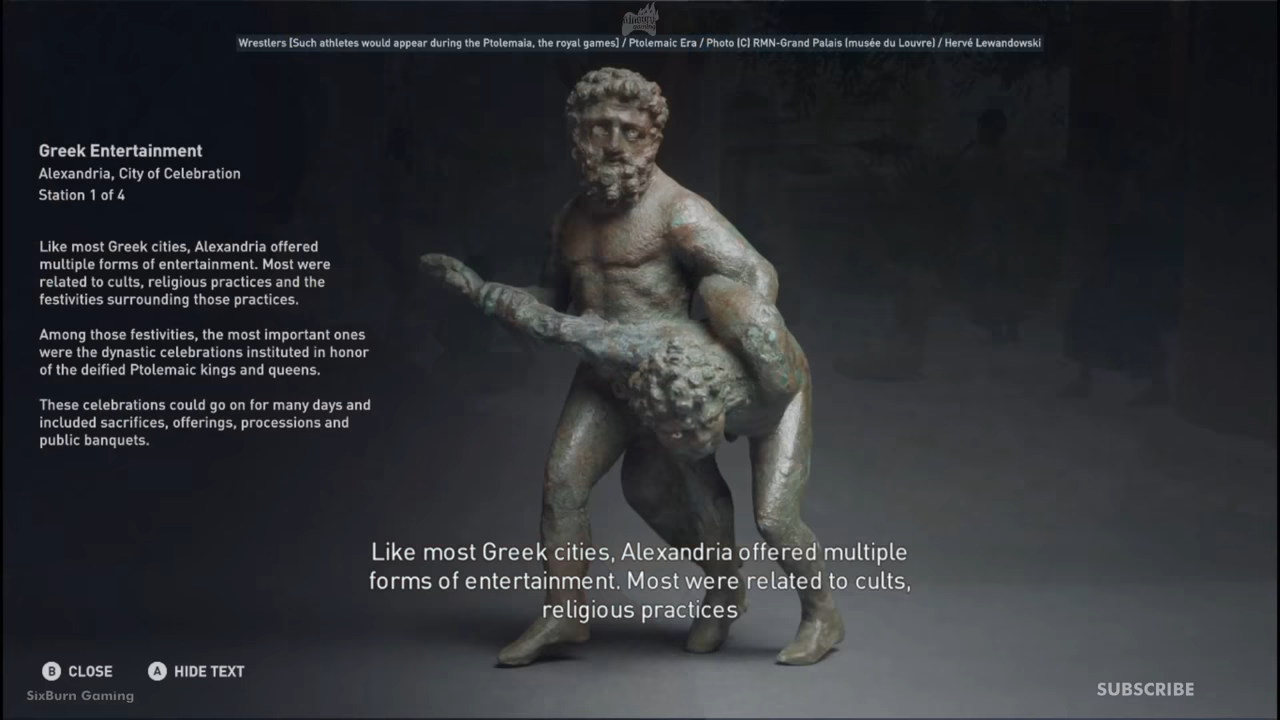 SixBurn
gaming
Wrestlers [Such athletes would appear during the Ptolemaia, the royal games] / Ptolemaic Era / Photo (C) RMN-Grand Palais (musée du Louvre) / Hervé Lewandowski
Greek Entertainment
Alexandria, City of Celebration
Station 1 of 4
Like most Greek cities, Alexandria offered
multiple forms of entertainment. Most were
related to cults, religious practices and the
festivities surrounding those practices.
Among those festivities, the most important ones
were the dynastic celebrations instituted in honor
of the deified Ptolemaic kings and queens.
These celebrations could go on for many days and
included sacrifices, offerings, processions and
public banquets.
Like most Greek cities, Alexandria offered multiple
forms of entertainment. Most were related to cults,
religious practices
B CLOSE A HIDE TEXT
SixBurn Gaming
SUBSCRIBE